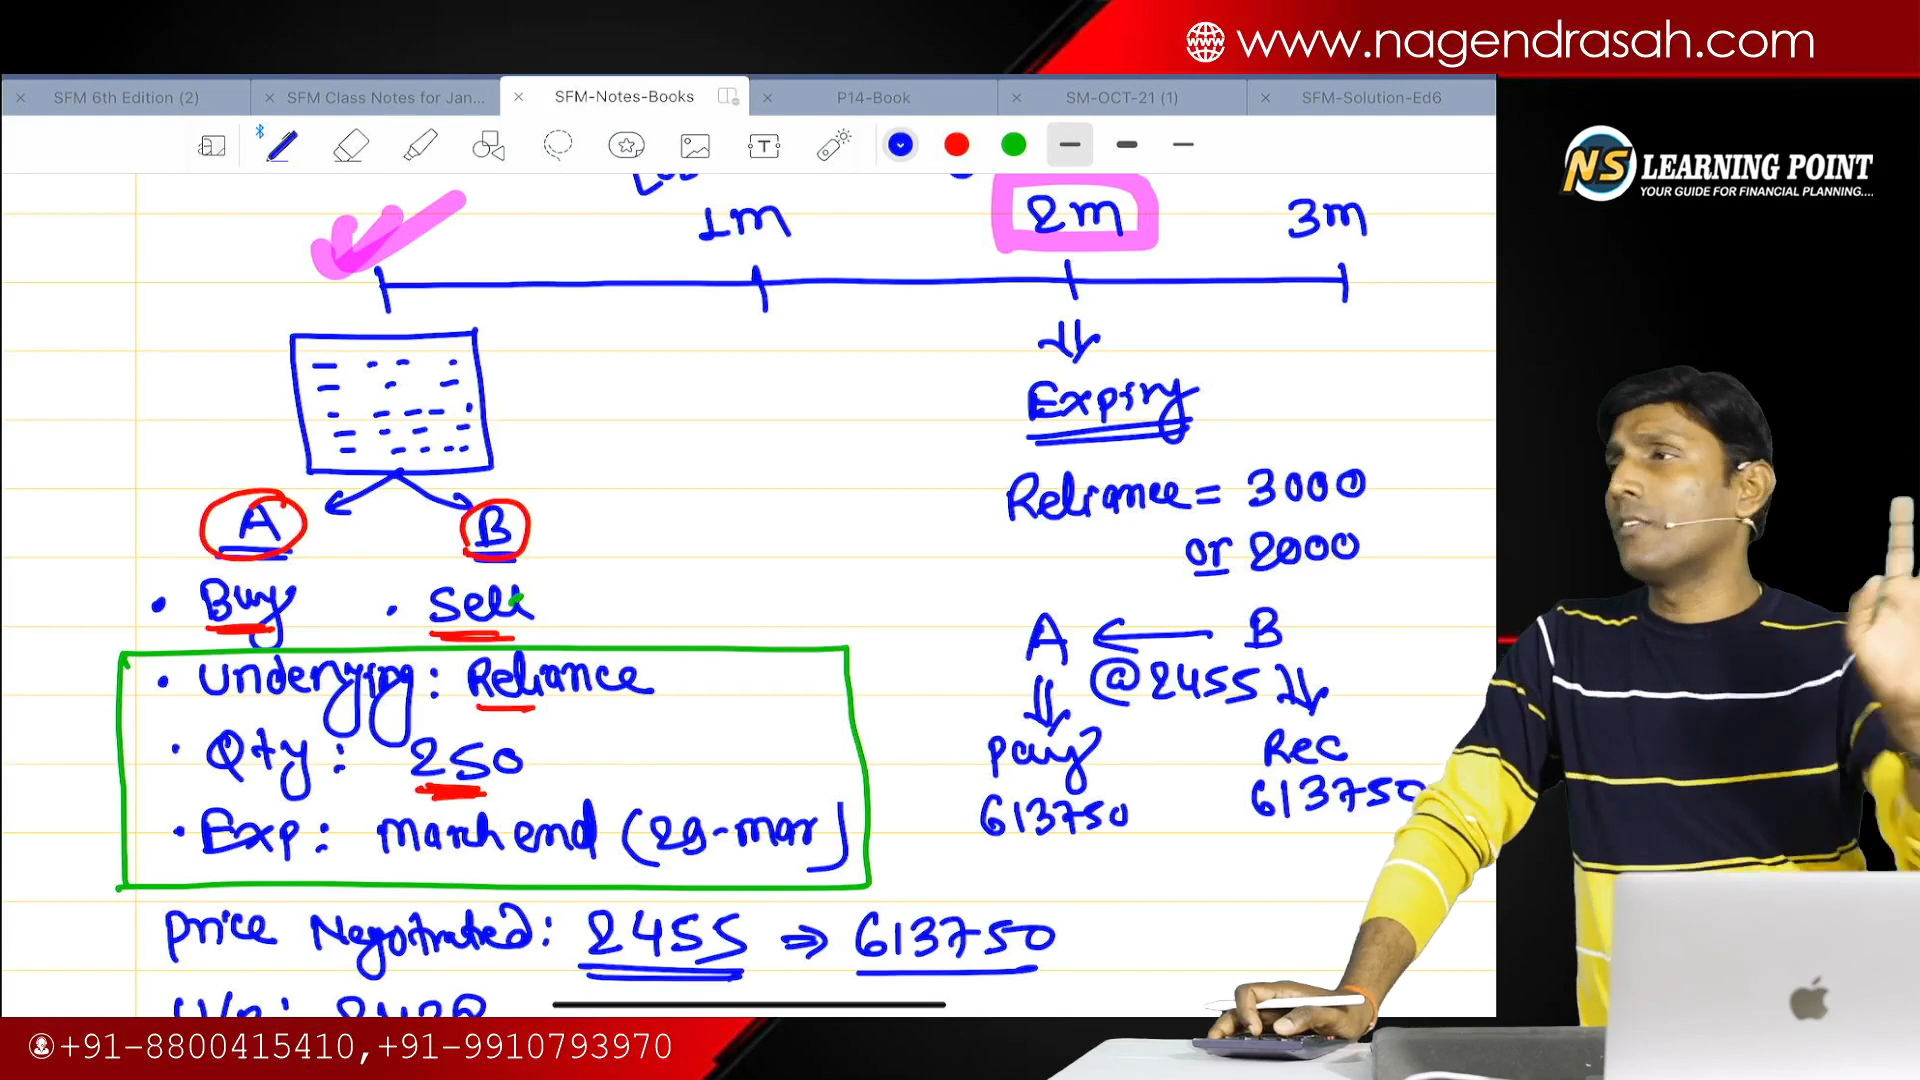 www.nagendrasah.com
SFM 6th Edition (2)
SFM Class Notes for Jan...
SFM-Notes-Books
P14-Book
SM-OCT-21 (1)
SFM-Solution-Ed6
NS LEARNING POINT
YOUR GUIDE FOR FINANCIAL PLANNING....
1m
2m
3m
Expiry
Reliance = 3000
or 2000
A
B
• Buy
• Sell
• Underyying : Reliance
• Qty : 250
• Exp : March end (29-mar)
A ← B
@2455
Pay
613750
Rec
613750
Price Negotiated : 2455 ⇒ 613750
+91-8800415410,+91-9910793970